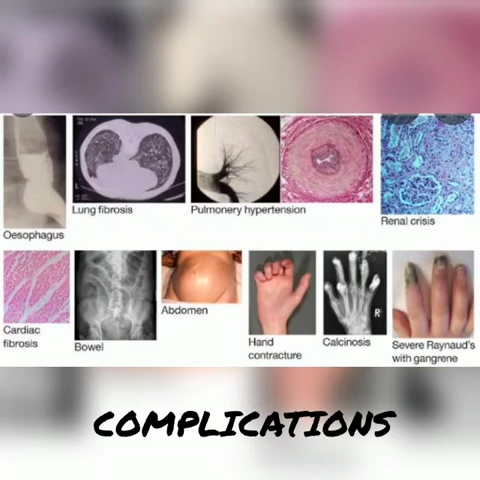 Oesophagus
Lung fibrosis
Pulmonery hypertension
Renal crisis
Cardiac
fibrosis
Bowel
Abdomen
Hand
contracture
Calcinosis
R
Severe Raynaud's
with gangrene
COMPLICATIONS